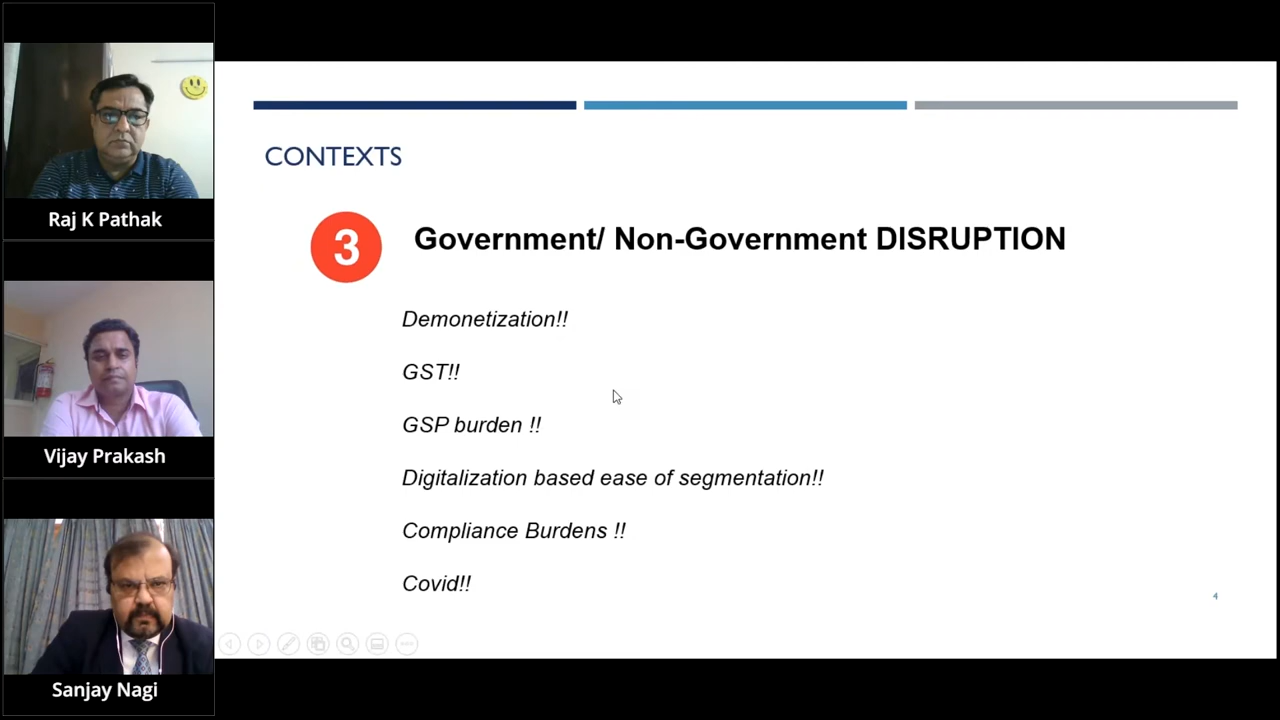 Raj K Pathak
Vijay Prakash
Sanjay Nagi
CONTEXTS
3
Government/ Non-Government DISRUPTION
Demonetization!!
GST!!
GSP burden !!
Digitalization based ease of segmentation!!
Compliance Burdens !!
Covid!!
4